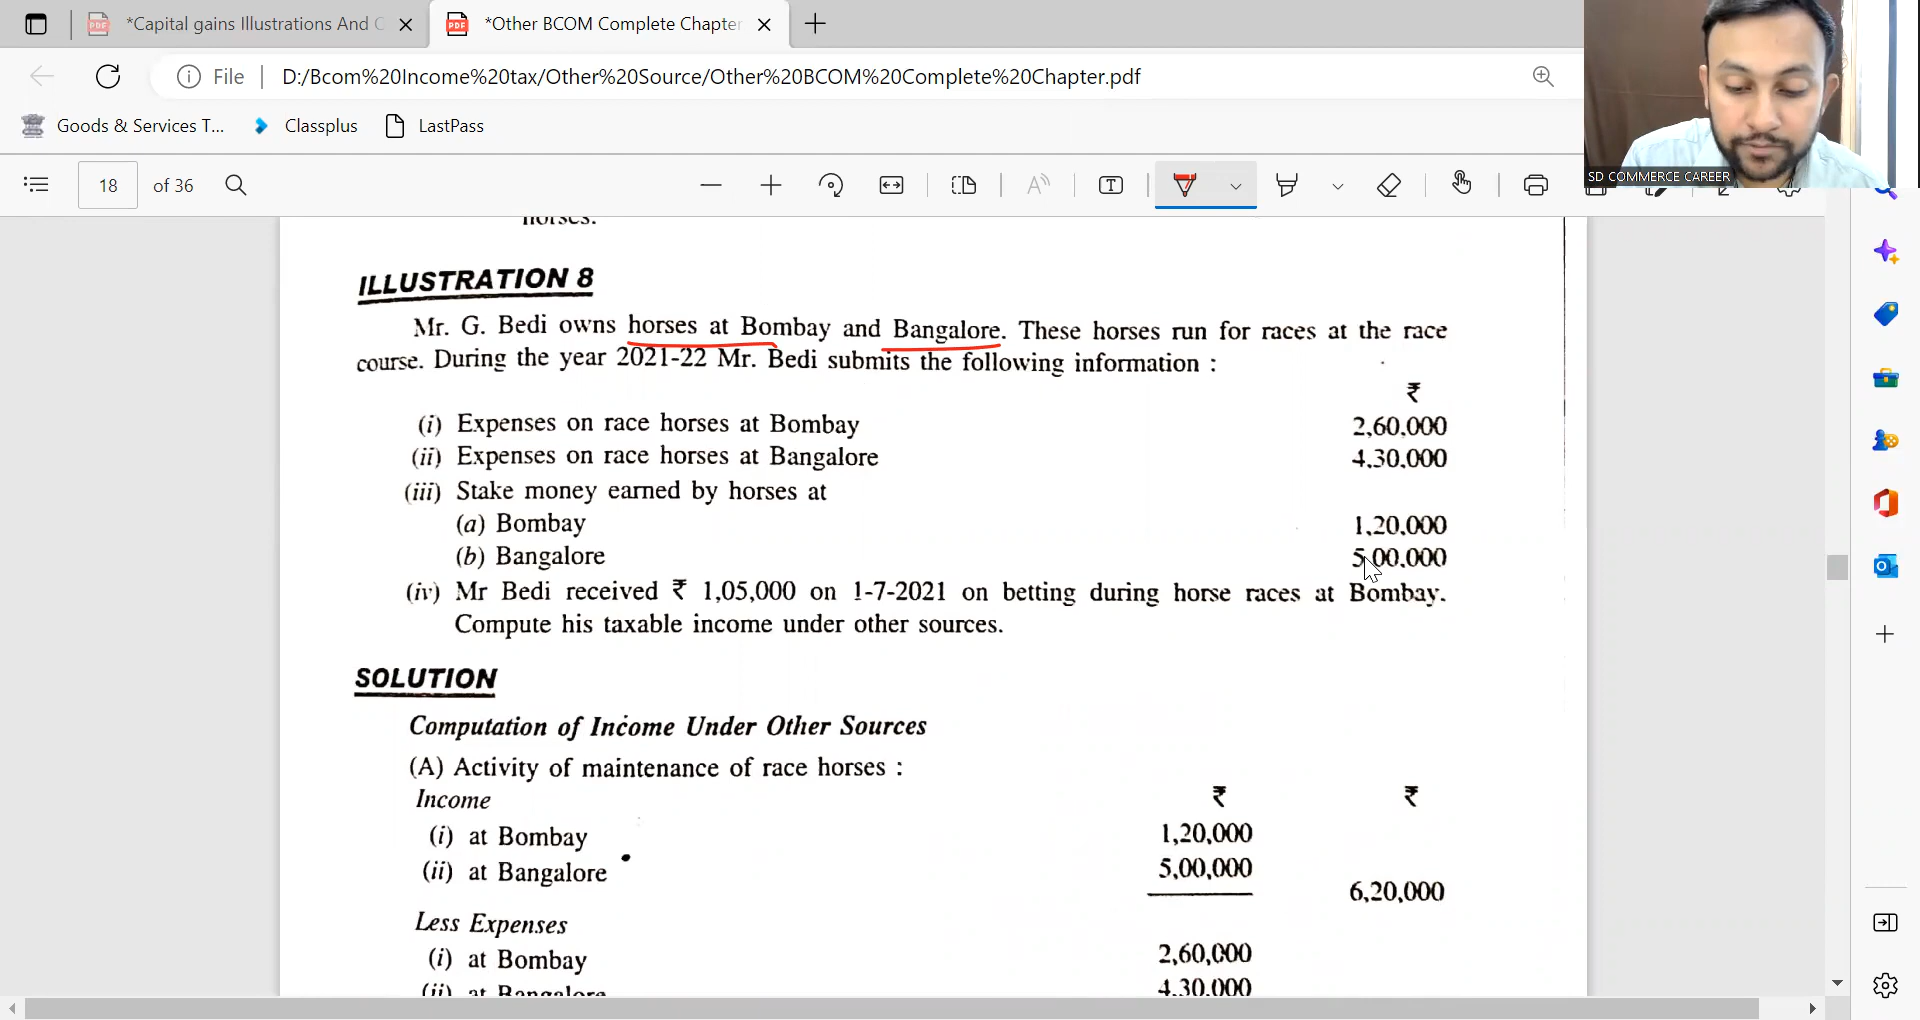 *Capital gains Illustrations And C
*Other BCOM Complete Chapter
File
D:/Bcom%20Income%20tax/Other%20Source/Other%20BCOM%20Complete%20Chapter.pdf
Goods & Services T...
Classplus
LastPass
18 of 36
SD COMMERCE CAREER
horses.
ILLUSTRATION 8
Mr. G. Bedi owns horses at Bombay and Bangalore. These horses run for races at the race
course. During the year 2021-22 Mr. Bedi submits the following information :
₹
(i) Expenses on race horses at Bombay 2,60,000
(ii) Expenses on race horses at Bangalore 4,30,000
(iii) Stake money earned by horses at
(a) Bombay 1,20,000
(b) Bangalore 5,00,000
(iv) Mr Bedi received ₹ 1,05,000 on 1-7-2021 on betting during horse races at Bombay.
Compute his taxable income under other sources.
SOLUTION
Computation of Income Under Other Sources
(A) Activity of maintenance of race horses :
Income ₹ ₹
(i) at Bombay 1,20,000
(ii) at Bangalore 5,00,000
6,20,000
Less Expenses
(i) at Bombay 2,60,000
(ii) at Bangalore 4,30,000